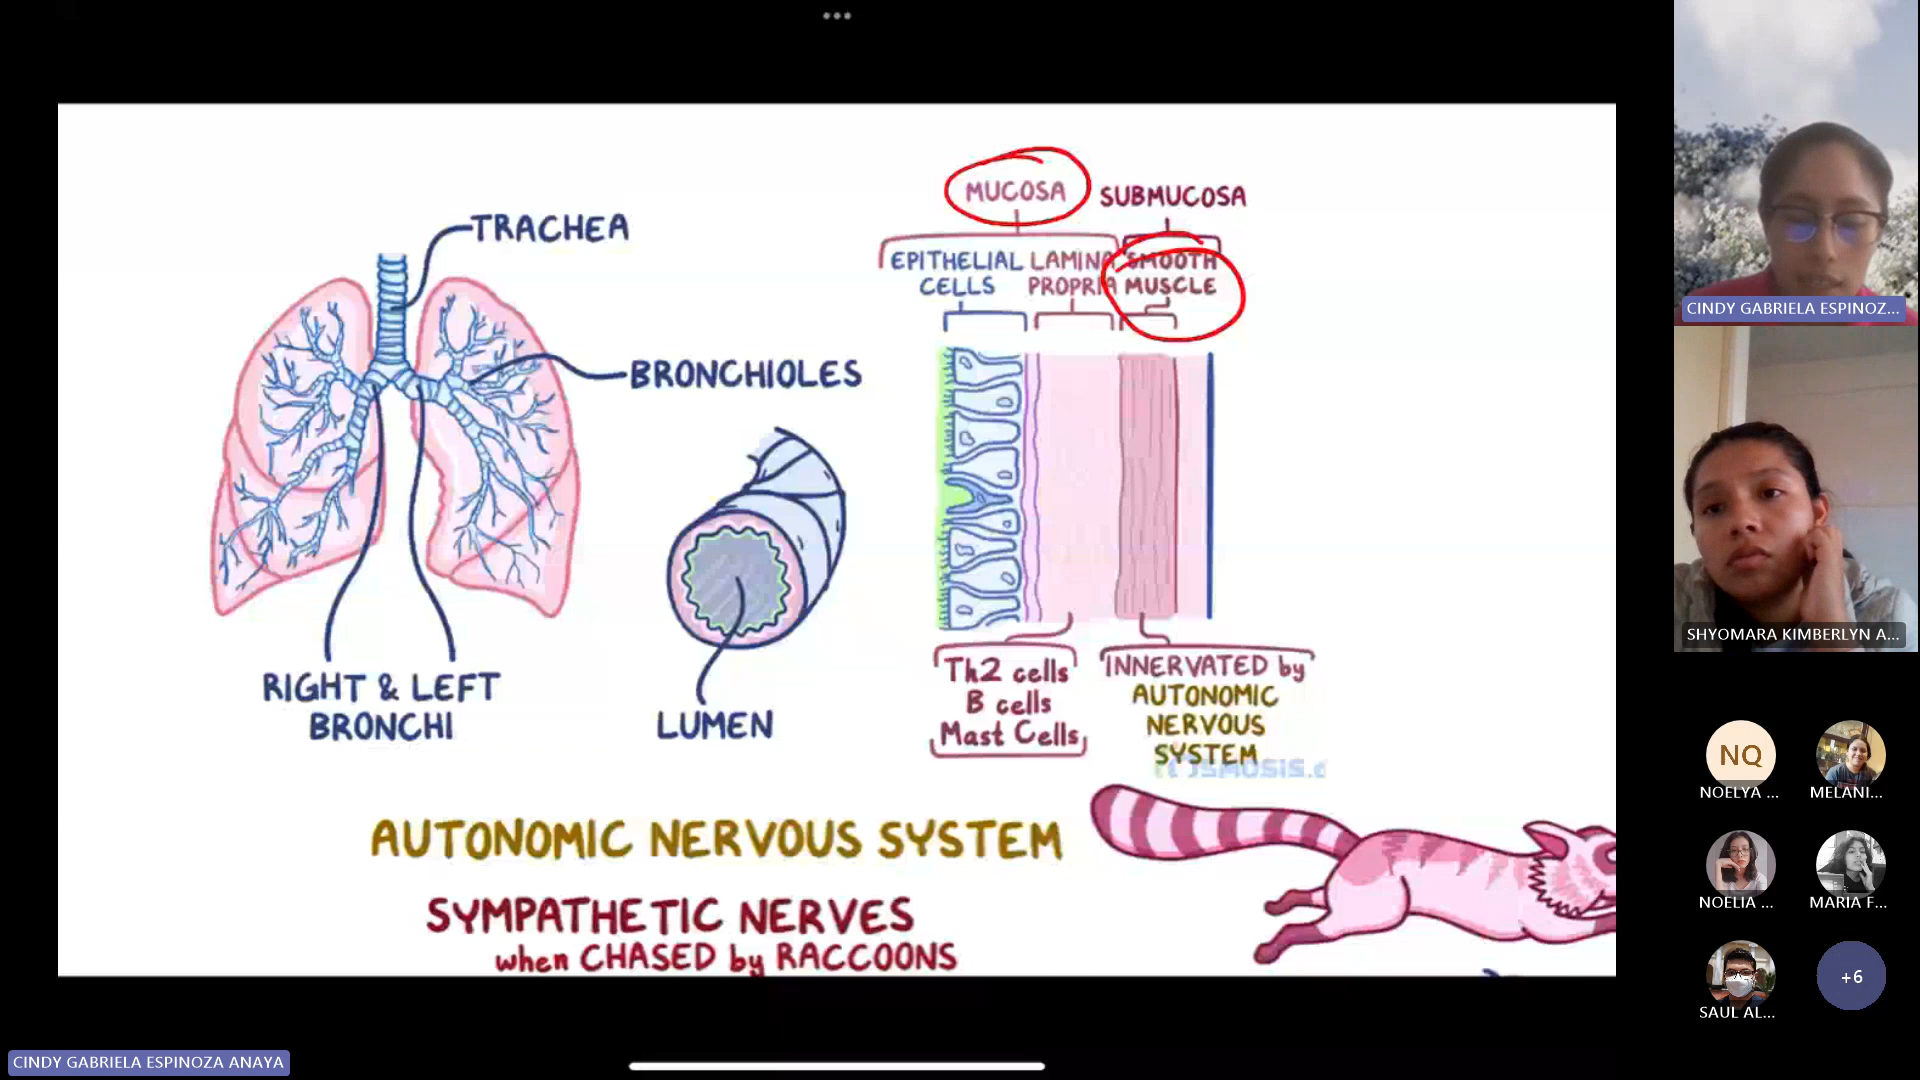 •••
MUCOSA
SUBMUCOSA
TRACHEA
EPITHELIAL CELLS
LAMINA PROPRIA
SMOOTH MUSCLE
BRONCHIOLES
RIGHT & LEFT
BRONCHI
LUMEN
Th2 cells
B cells
Mast Cells
INNERVATED by
AUTONOMIC
NERVOUS
SYSTEM
AUTONOMIC NERVOUS SYSTEM
SYMPATHETIC NERVES
when CHASED by RACCOONS
CINDY GABRIELA ESPINOZA ANAYA
CINDY GABRIELA ESPINOZ...
SHYOMARA KIMBERLYN A...
NQ
NOELYA ...
MELANI...
NOELIA ...
MARIA F...
SAUL AL...
+6